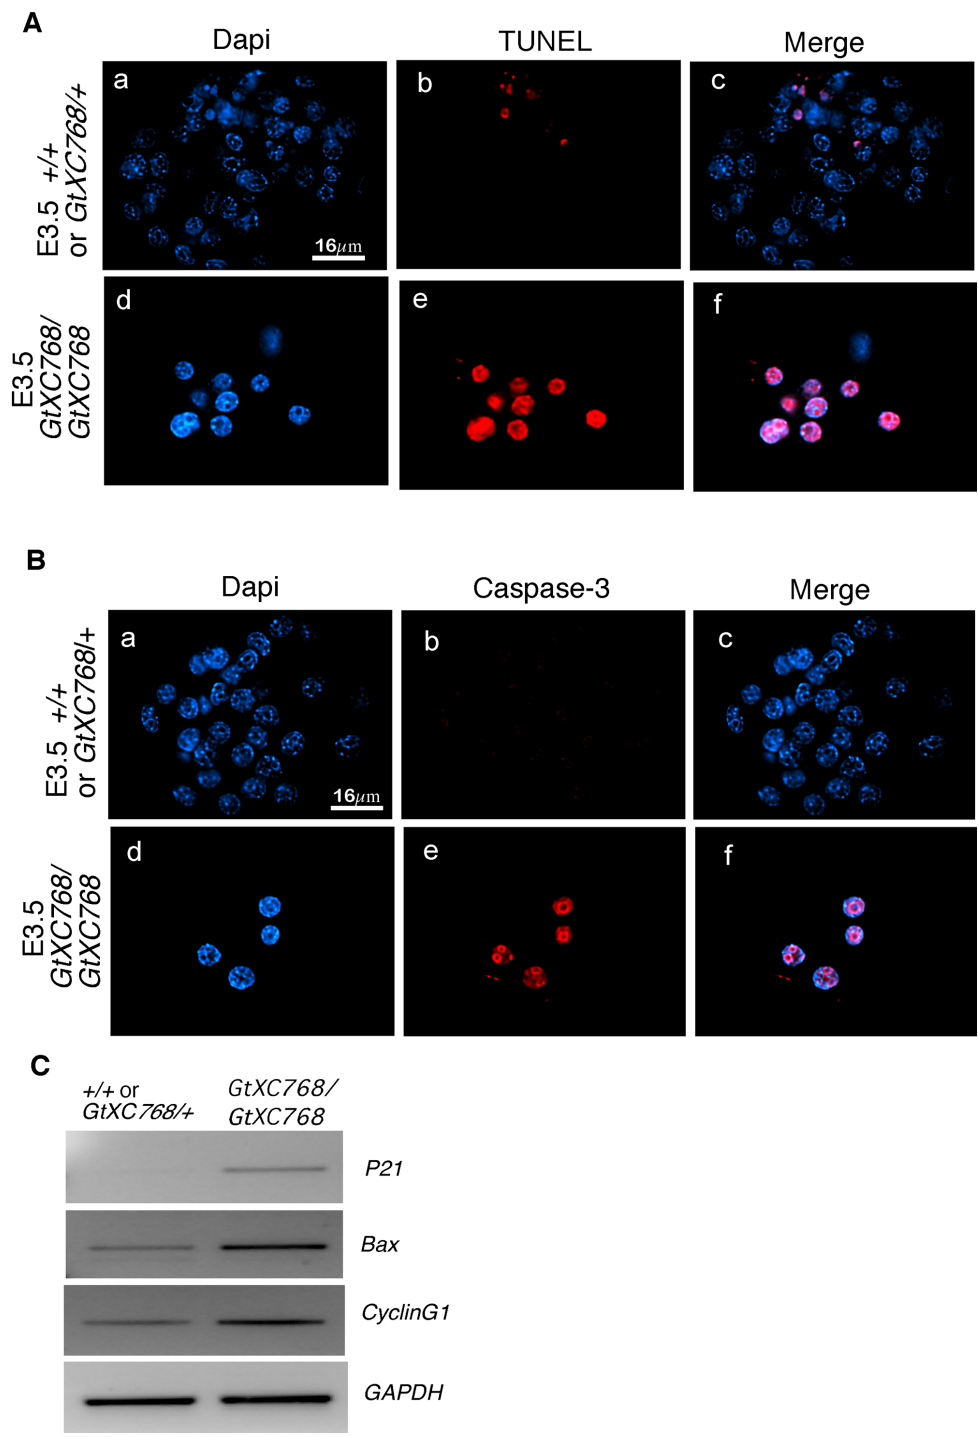 A
Dapi TUNEL Merge
E3.5 +/+
or GtXC768/+
a b c
16µm
E3.5
GtXC768/
GtXC768
d e f
B
Dapi Caspase-3 Merge
E3.5 +/+
or GtXC768/+
a b c
16µm
E3.5
GtXC768/
GtXC768
d e f
C
+/+ or
GtXC768/+
GtXC768/
GtXC768
P21
Bax
CyclinG1
GAPDH